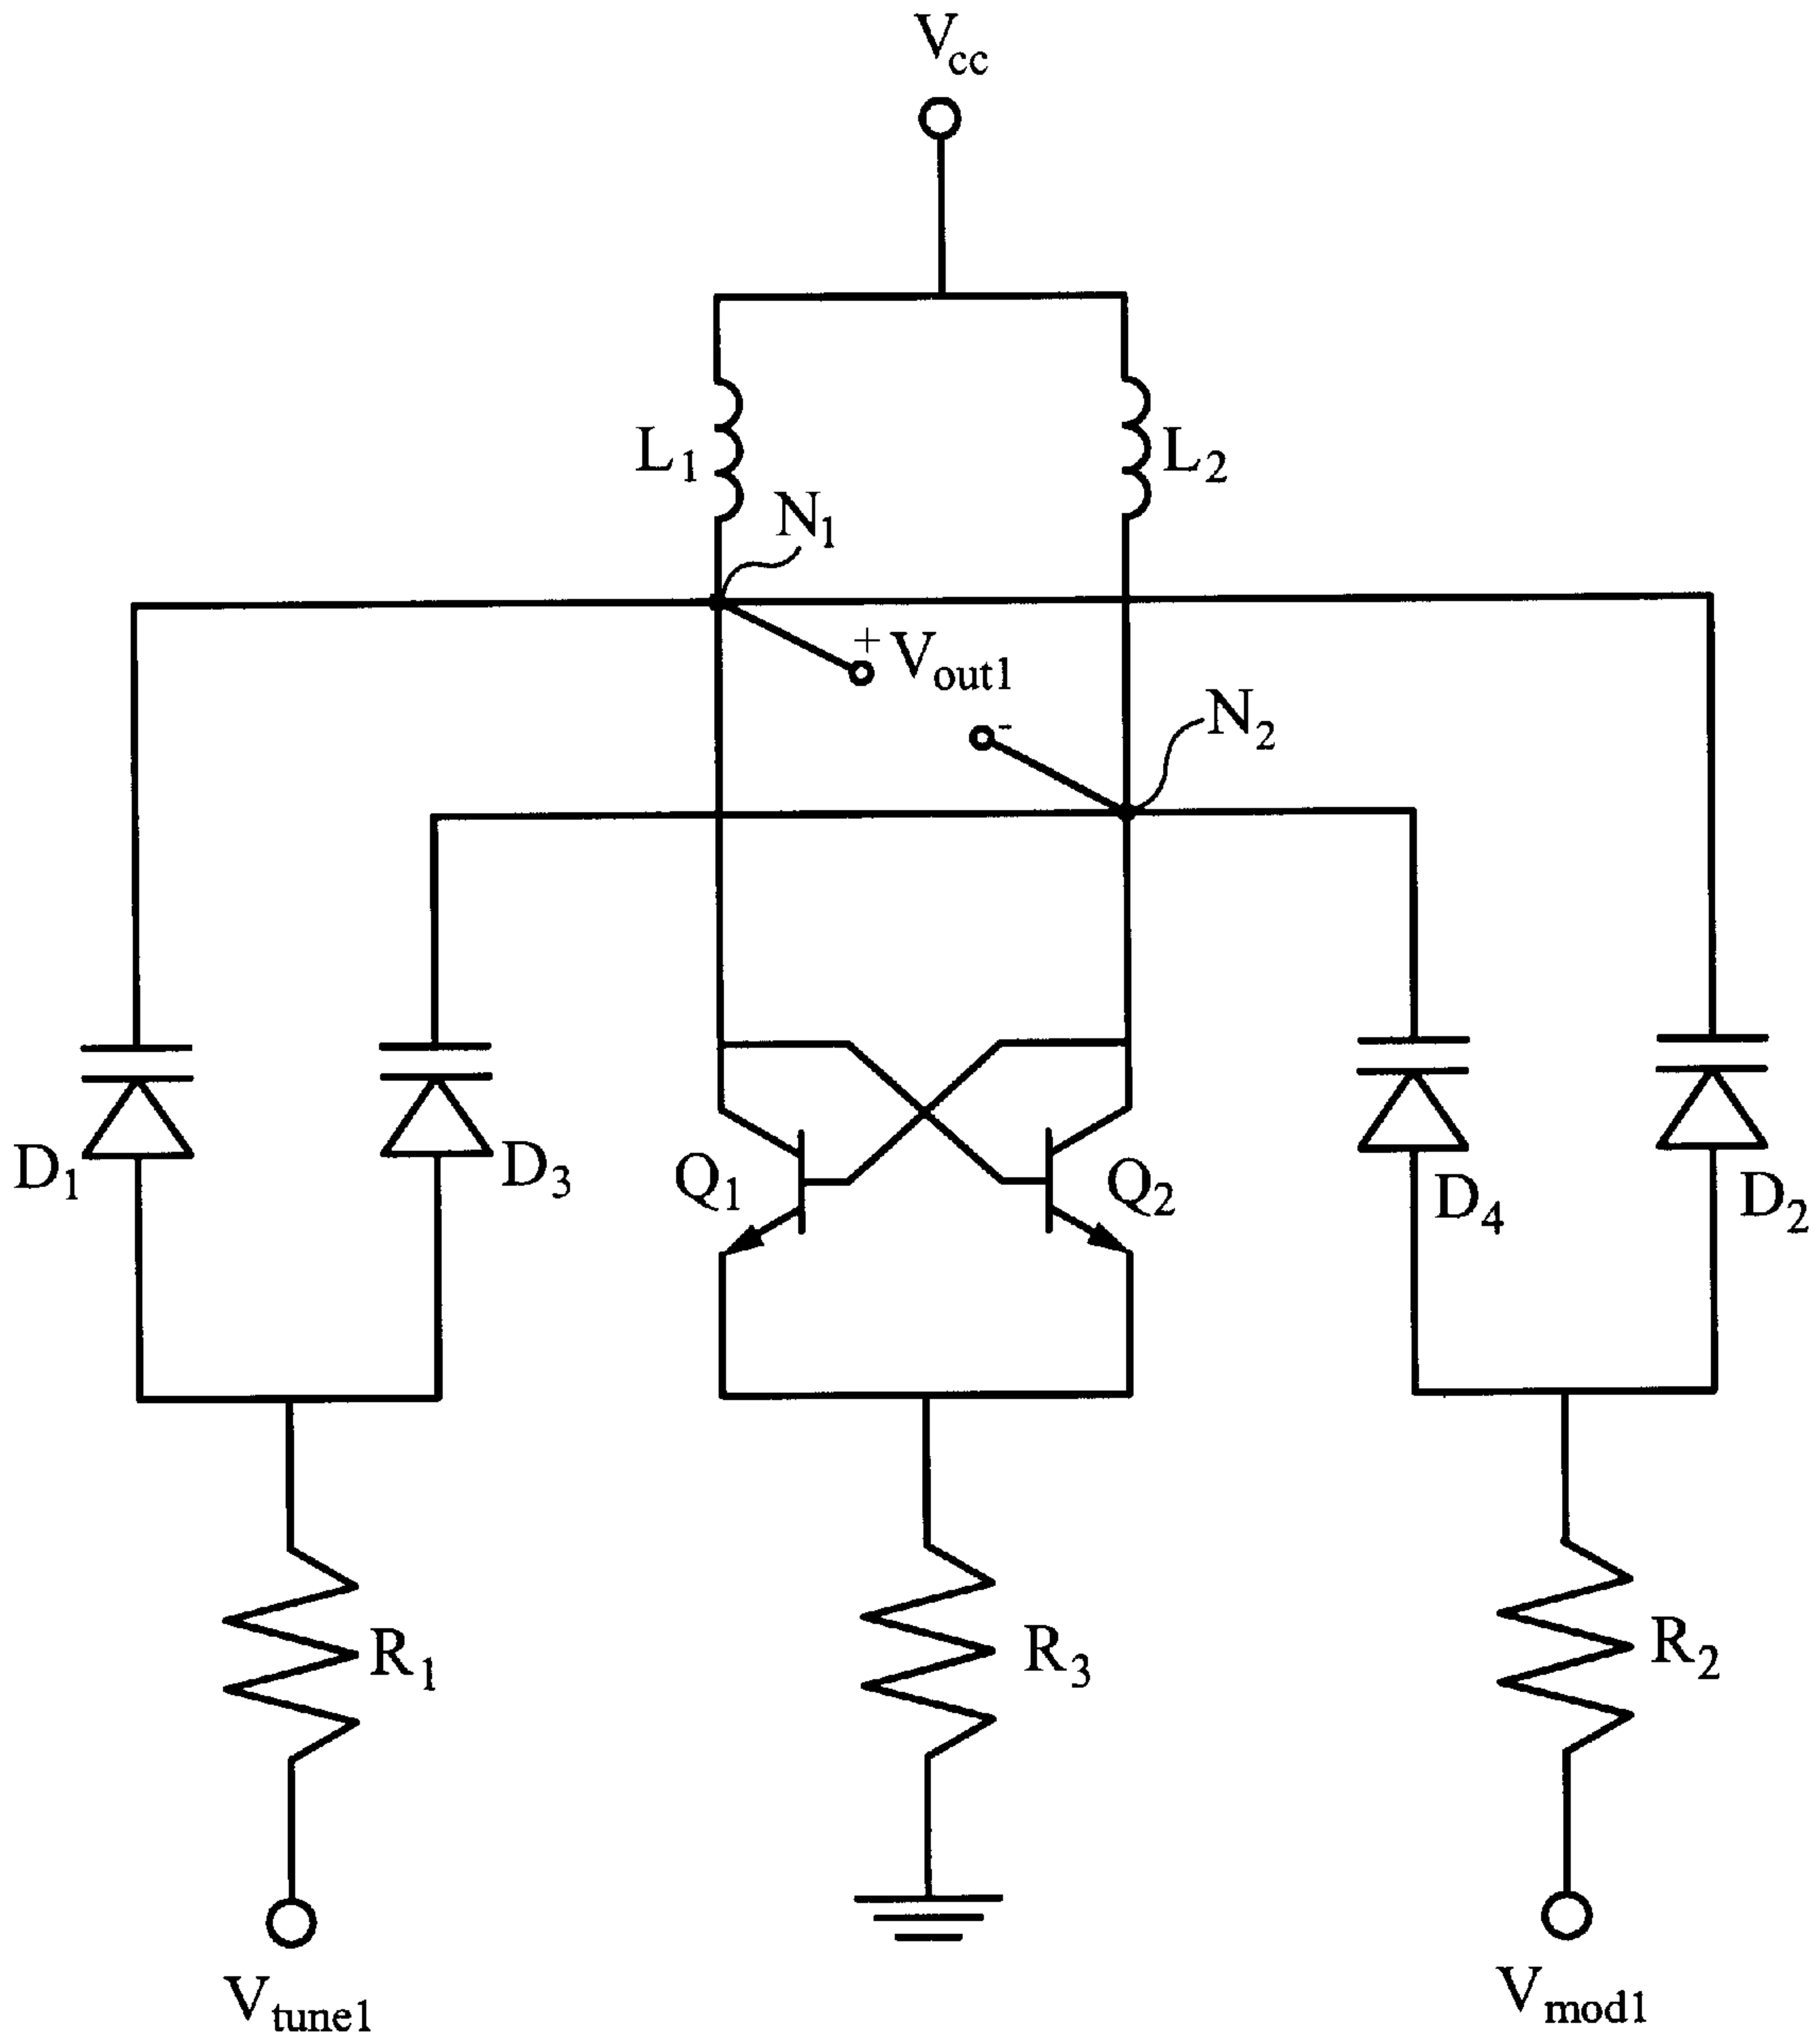 Vcc
L1
L2
N1
+ Vout1
-
N2
D1
D3
Q1
Q2
D4
D2
R1
R3
R2
Vtune1
Vmod1